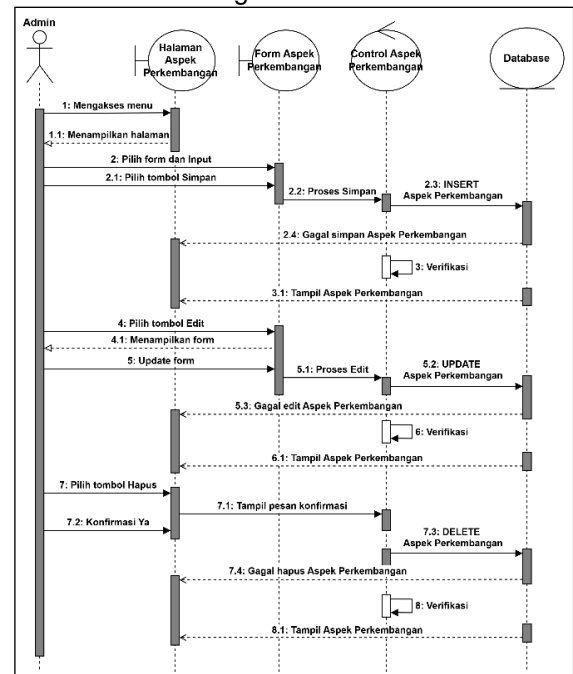 Admin
Halaman
Aspek
Perkembangan
Form Aspek
Perkembangan
Control Aspek
Perkembangan
Database
1: Mengakses menu
1.1: Menampilkan halaman
2: Pilih form dan Input
2.1: Pilih tombol Simpan
2.2: Proses Simpan
2.3: INSERT
Aspek Perkembangan
2.4: Gagal simpan Aspek Perkembangan
3: Verifikasi
3.1: Tampil Aspek Perkembangan
4: Pilih tombol Edit
4.1: Menampilkan form
5: Update form
5.1: Proses Edit
5.2: UPDATE
Aspek Perkembangan
5.3: Gagal edit Aspek Perkembangan
6: Verifikasi
6.1: Tampil Aspek Perkembangan
7: Pilih tombol Hapus
7.1: Tampil pesan konfirmasi
7.2: Konfirmasi Ya
7.3: DELETE
Aspek Perkembangan
7.4: Gagal hapus Aspek Perkembangan
8: Verifikasi
8.1: Tampil Aspek Perkembangan